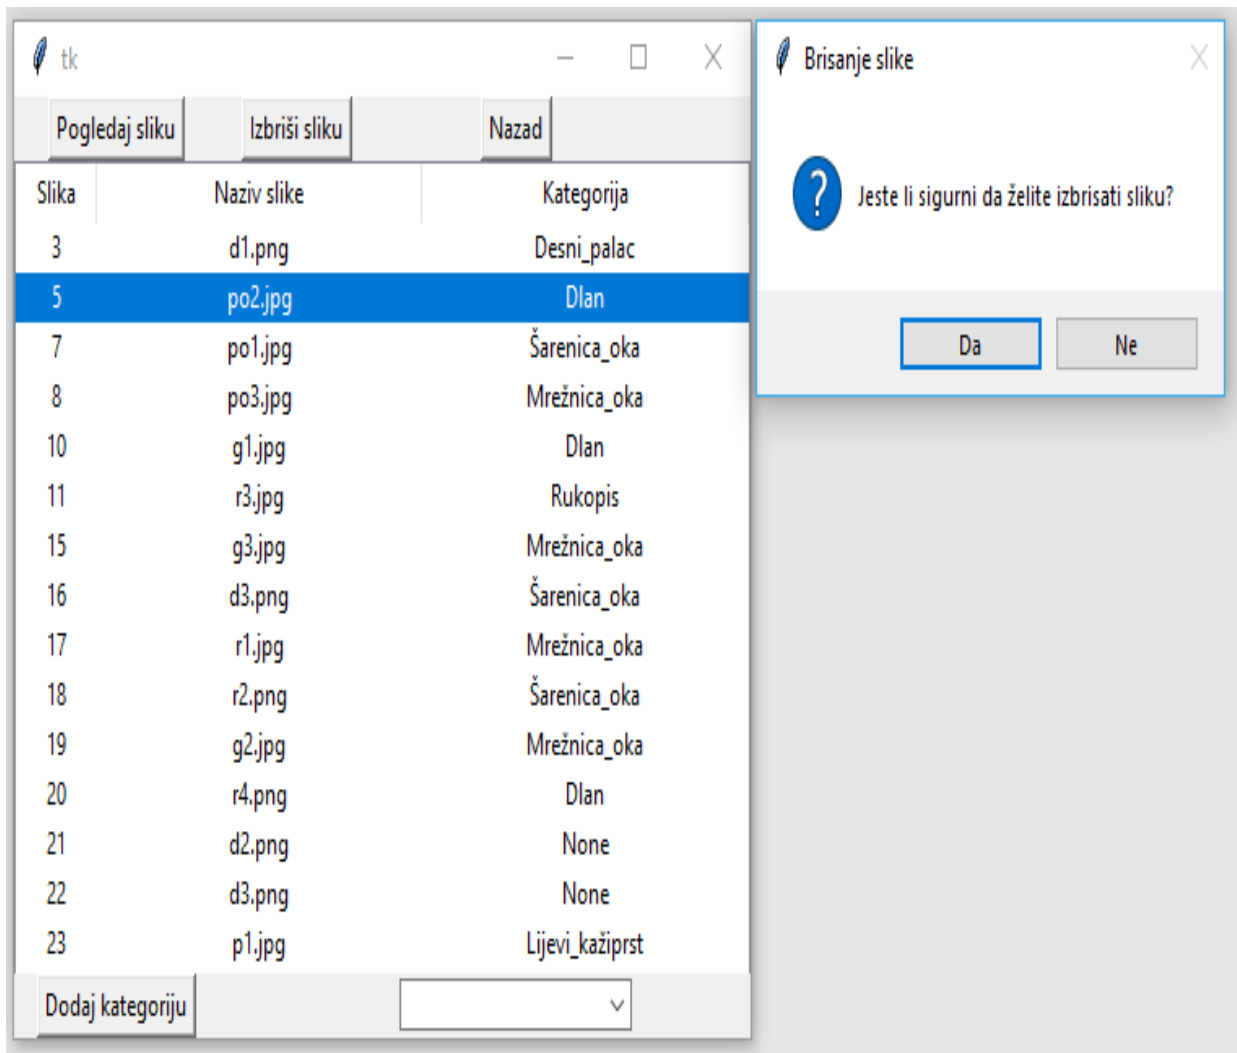 tk
Pogledaj sliku Izbriši sliku Nazad
Slika Naziv slike Kategorija
3 d1.png Desni_palac
5 po2.jpg Dlan
7 po1.jpg Šarenica_oka
8 po3.jpg Mrežnica_oka
10 g1.jpg Dlan
11 r3.jpg Rukopis
15 g3.jpg Mrežnica_oka
16 d3.png Šarenica_oka
17 r1.jpg Mrežnica_oka
18 r2.png Šarenica_oka
19 g2.jpg Mrežnica_oka
20 r4.png Dlan
21 d2.png None
22 d3.png None
23 p1.jpg Lijevi_kažiprst
Dodaj kategoriju
Brisanje slike
Jeste li sigurni da želite izbrisati sliku?
Da Ne